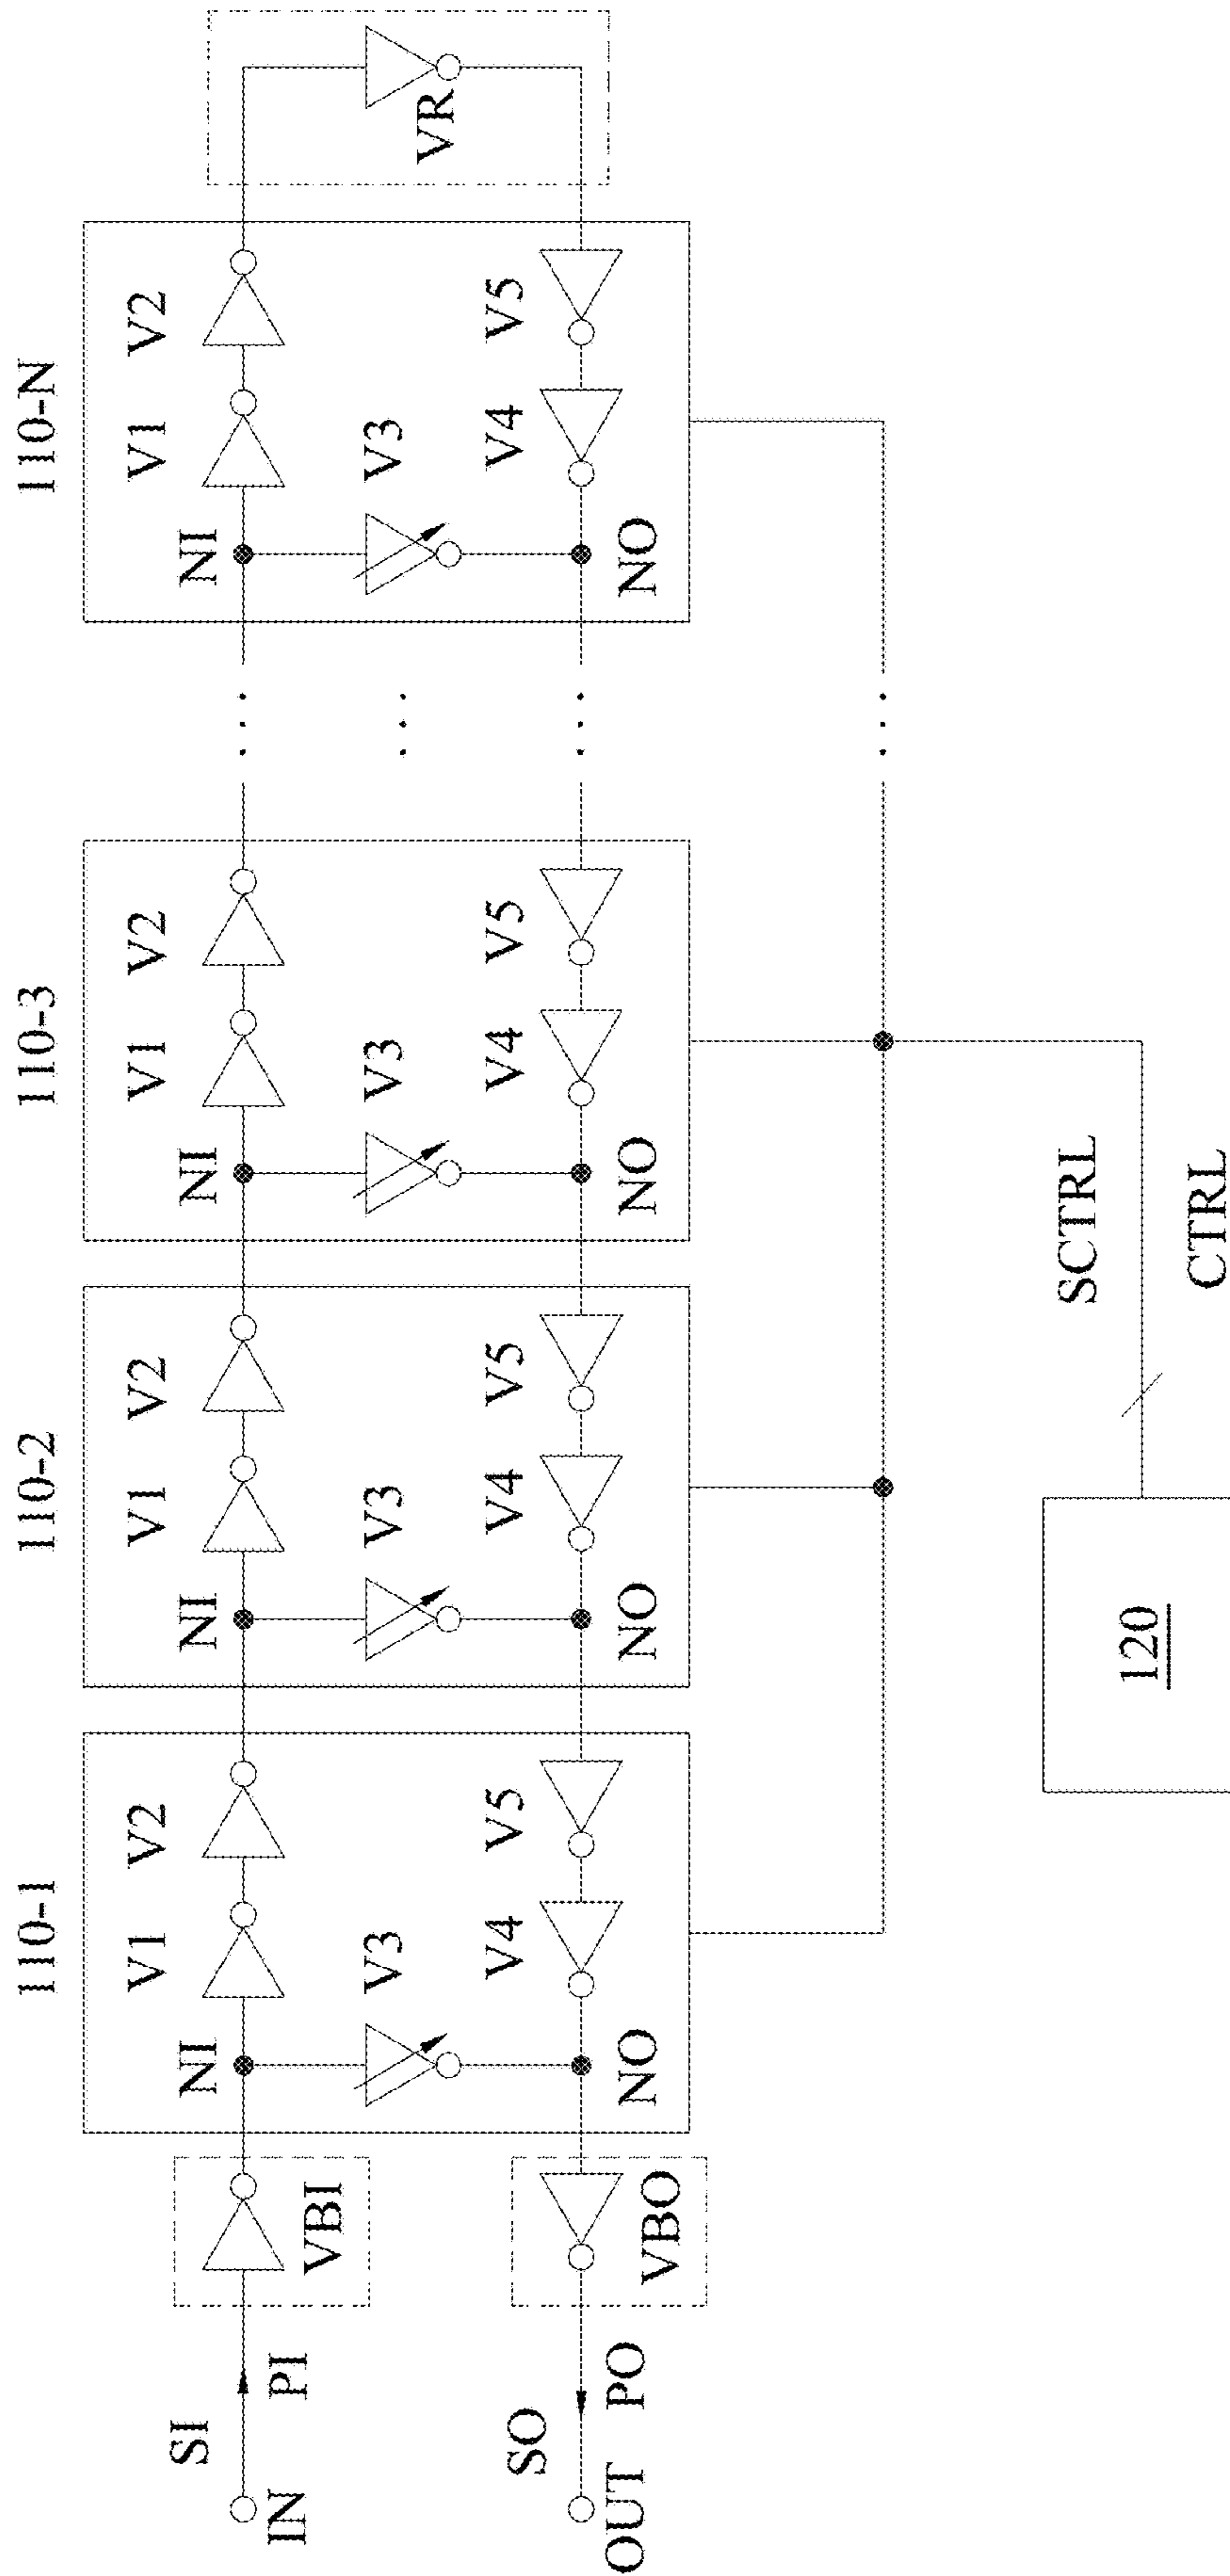 110-1
110-2
110-3
110-N
V1
V2
V1
V2
V1
V2
V1
V2
SI
NI
NI
NI
NI
IN
PI
VBI
V3
V3
V3
V3
VR
SO
V4
V5
V4
V5
V4
V5
V4
V5
OUT
PO
VBO
NO
NO
NO
NO
SCTRL
120
CTRL